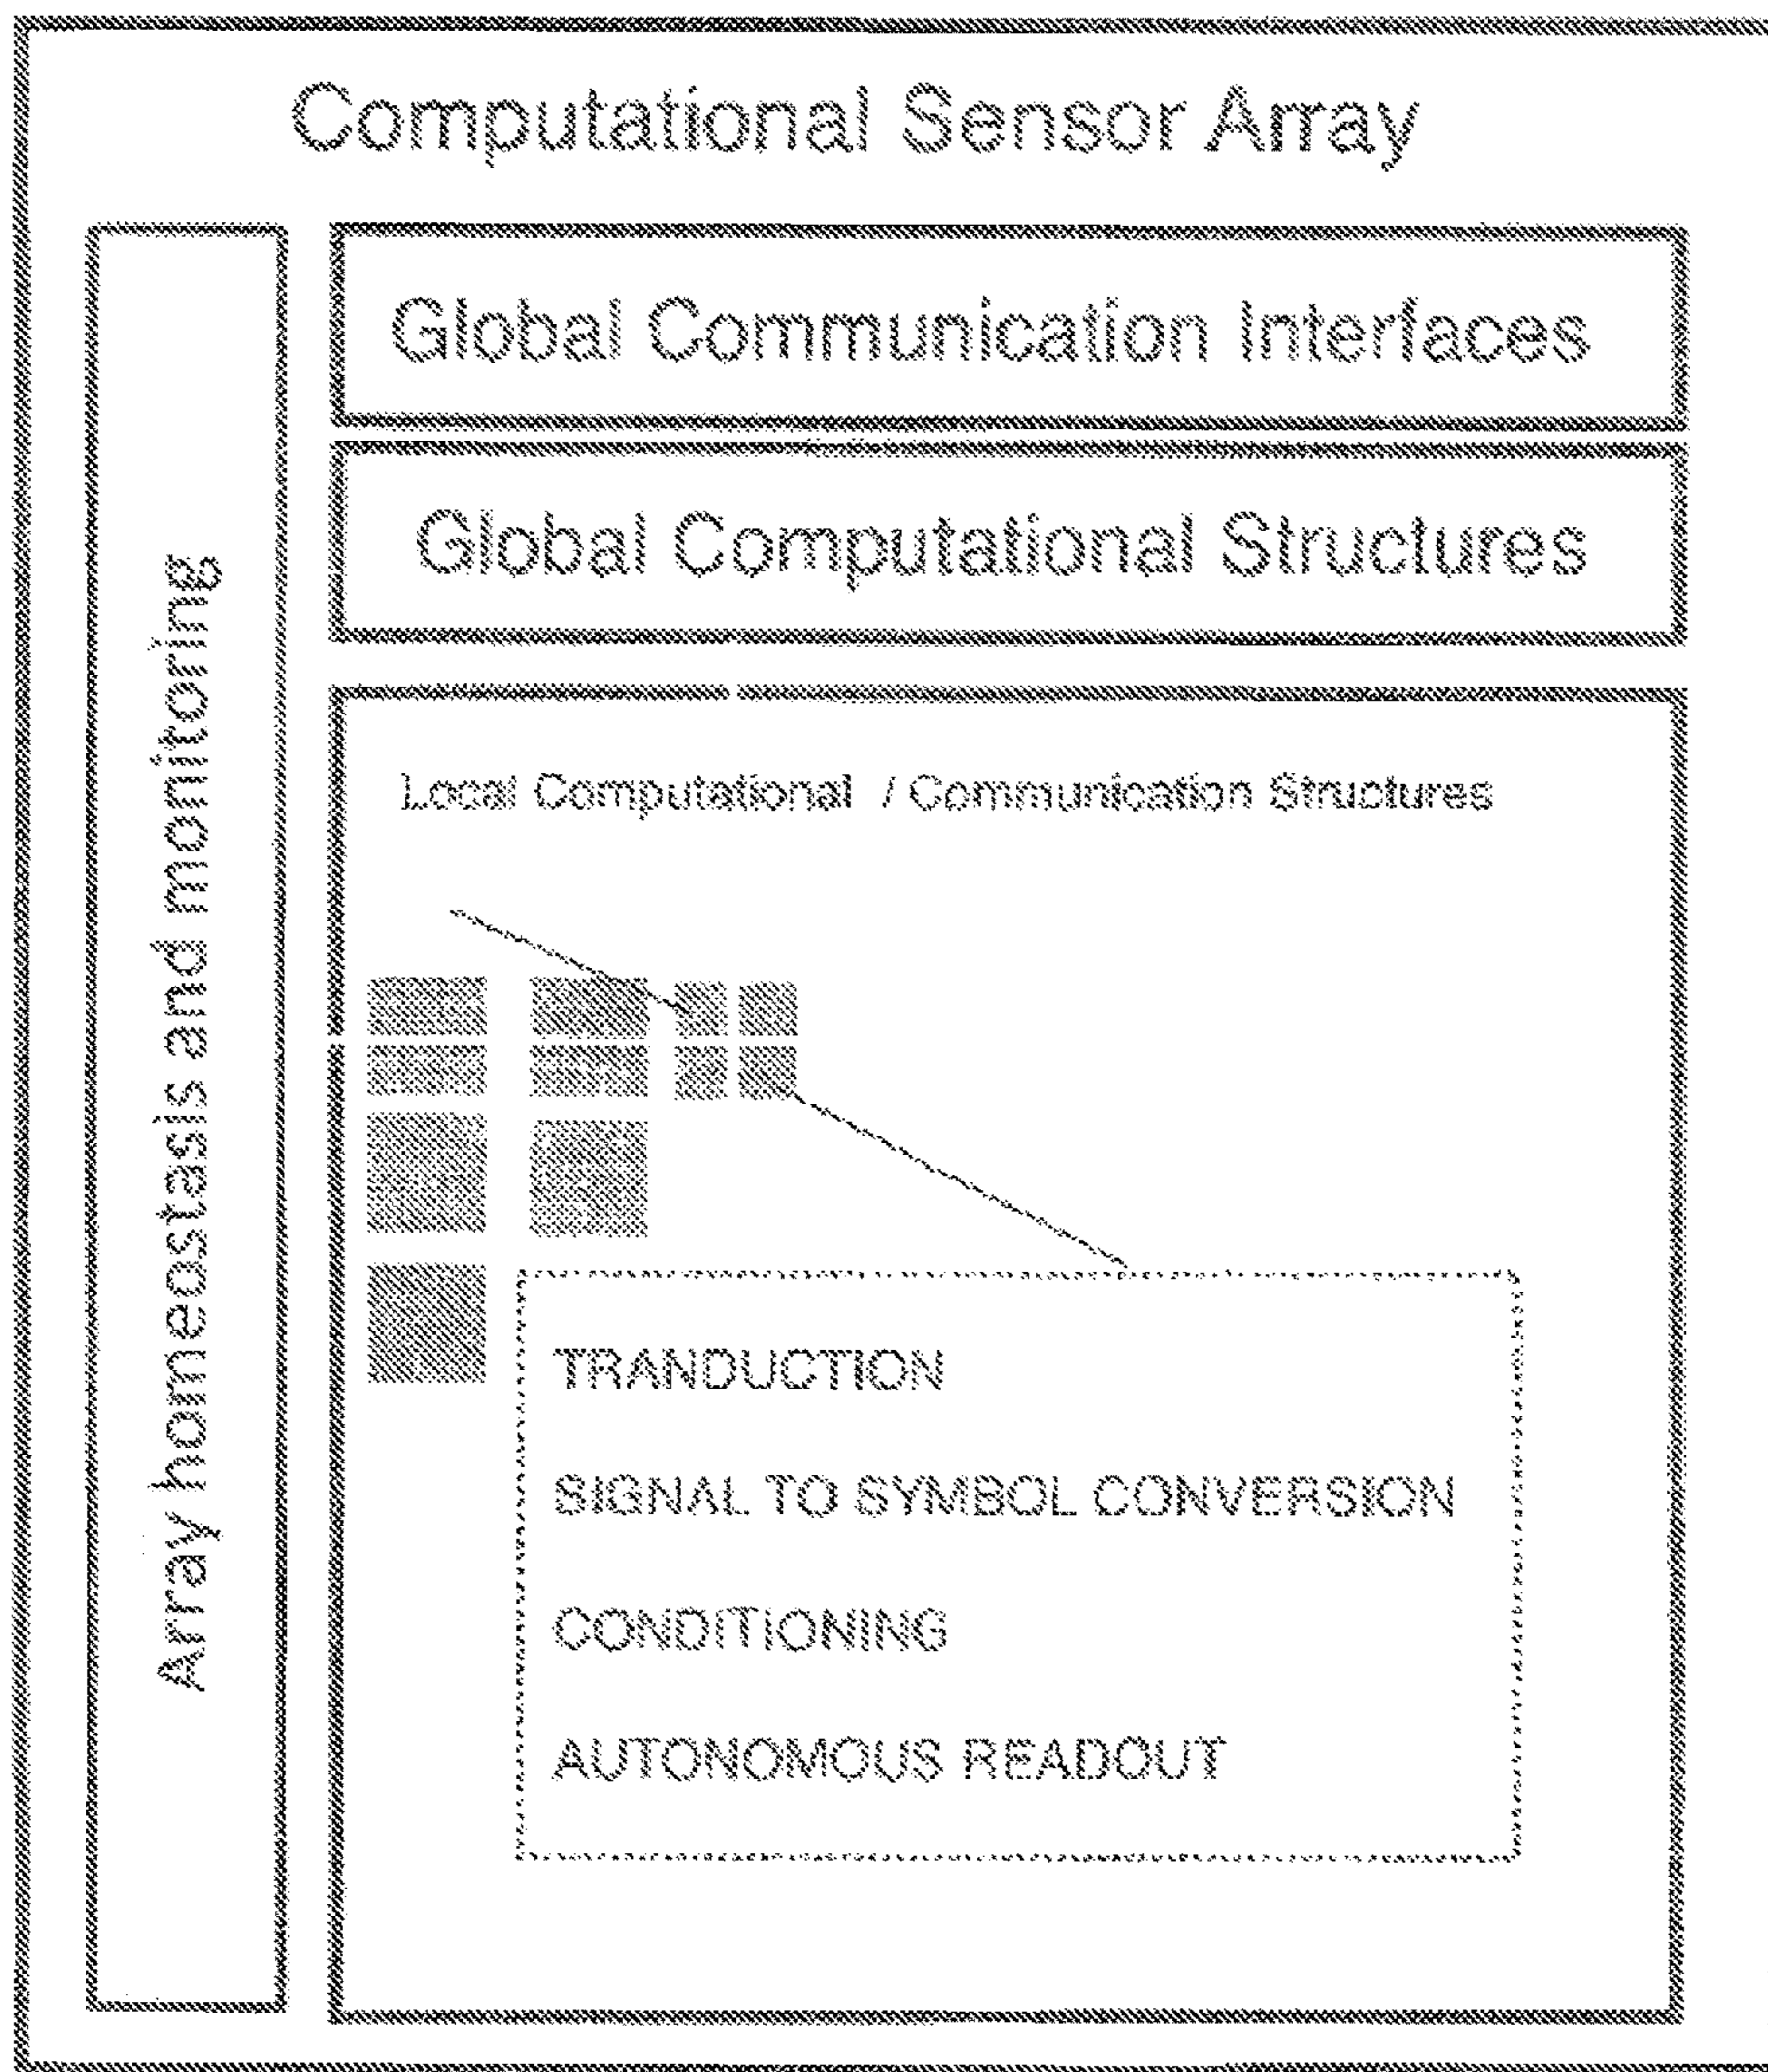 Computational Sensor Array
Global Communication Interfaces
Global Computational Structures
Array homeostasis and monitoring
Local Computational / Communication Structures
TRANDUCTION
SIGNAL TO SYMBOL CONVERSION
CONDITIONING
AUTONOMOUS READOUT